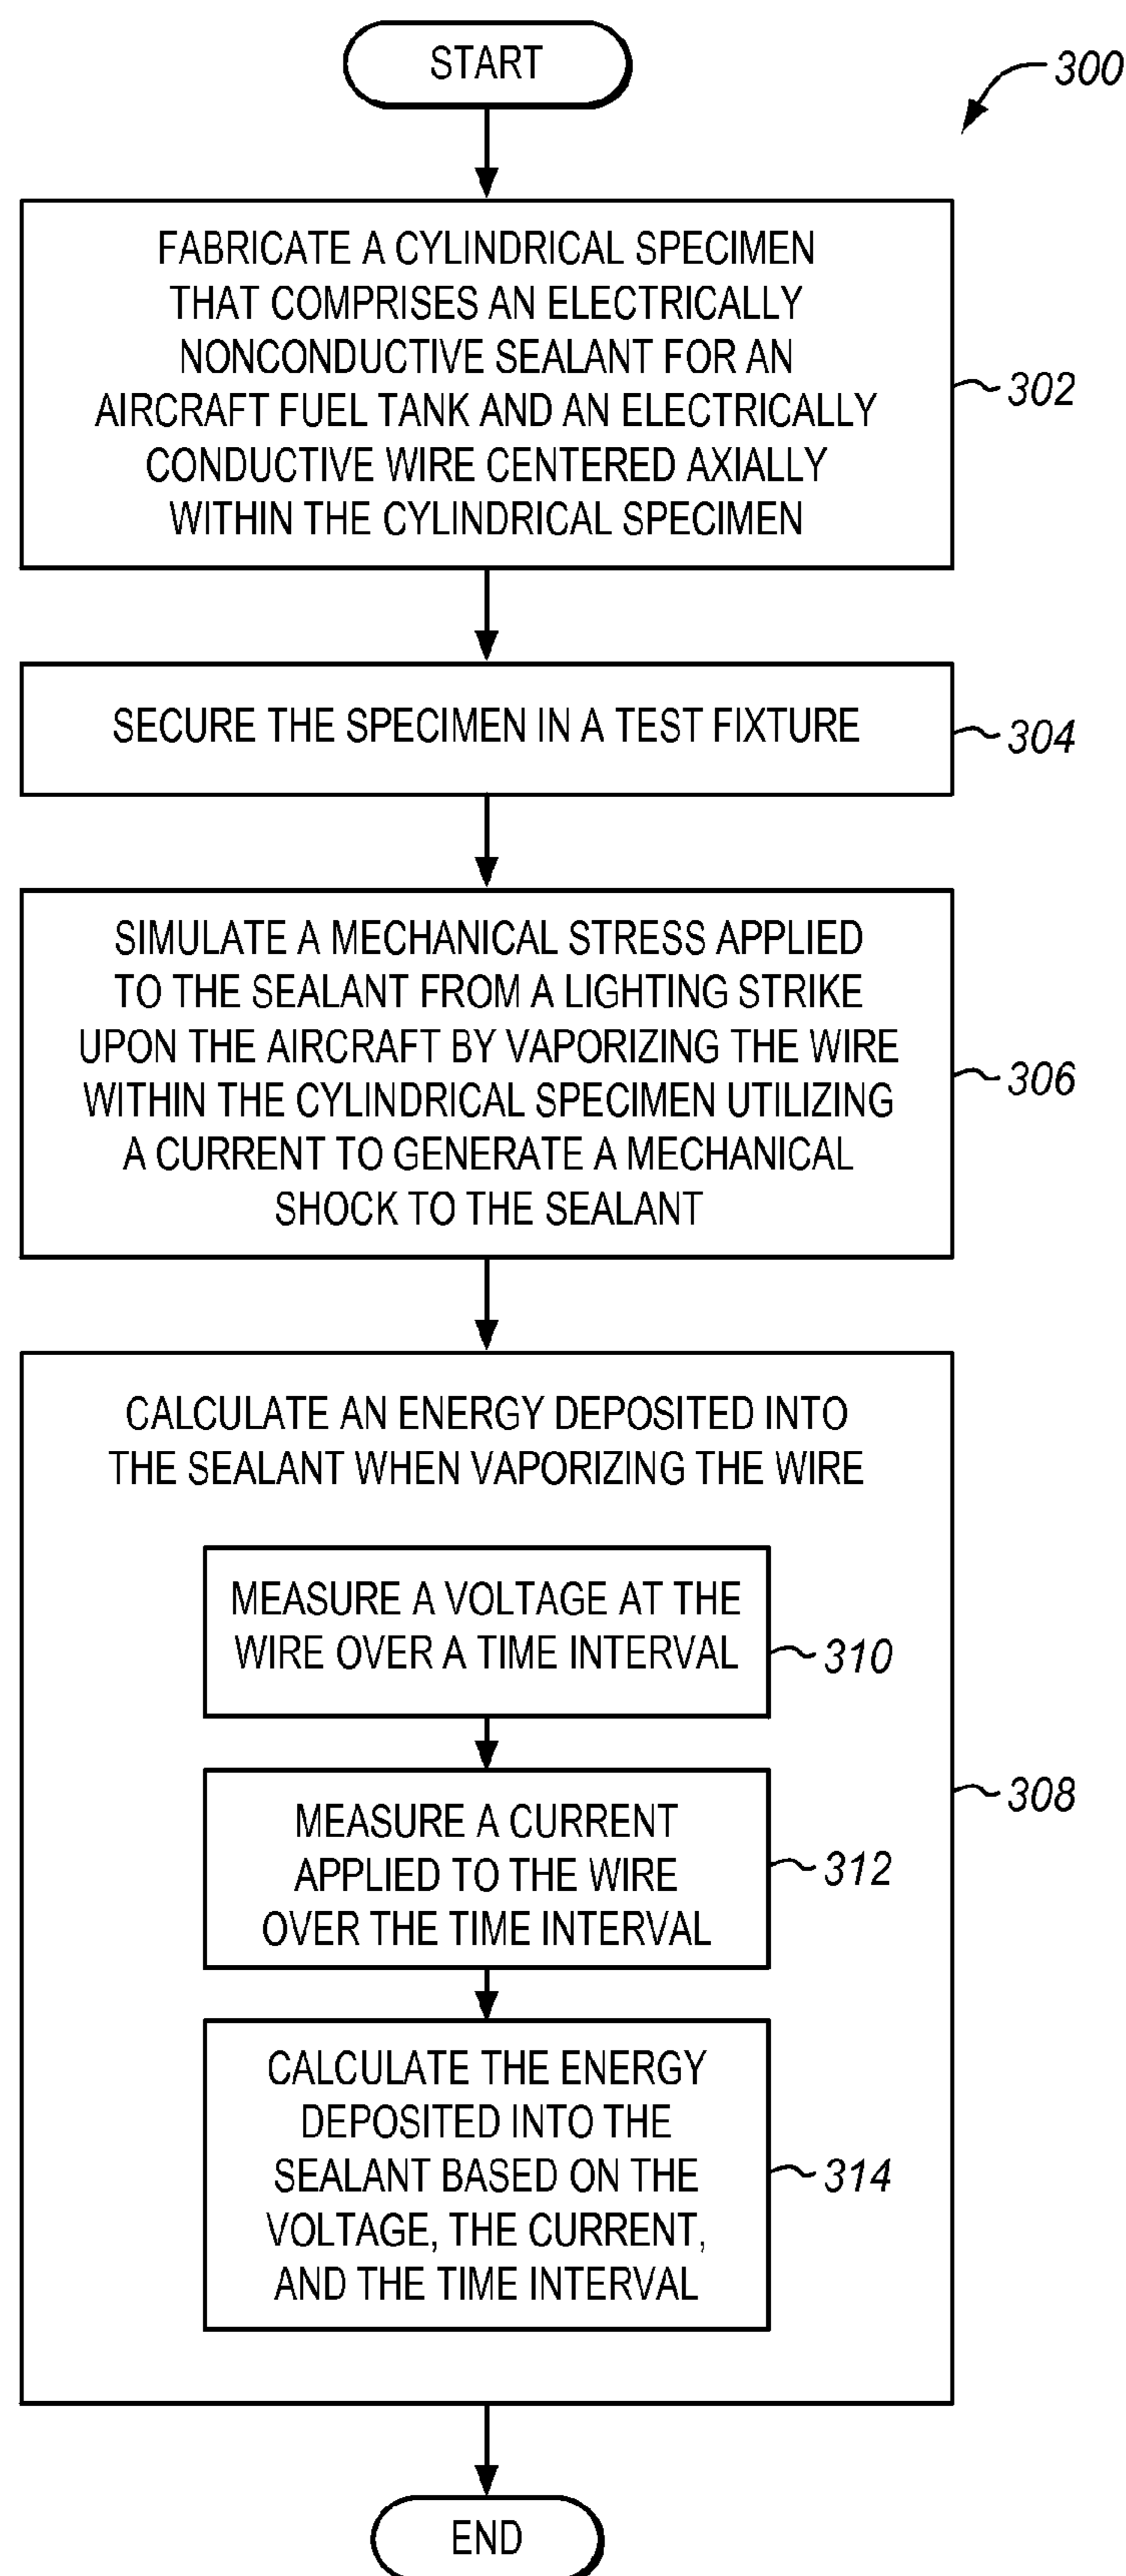 START
300
FABRICATE A CYLINDRICAL SPECIMEN
THAT COMPRISES AN ELECTRICALLY
NONCONDUCTIVE SEALANT FOR AN
AIRCRAFT FUEL TANK AND AN ELECTRICALLY
CONDUCTIVE WIRE CENTERED AXIALLY
WITHIN THE CYLINDRICAL SPECIMEN
302
SECURE THE SPECIMEN IN A TEST FIXTURE
304
SIMULATE A MECHANICAL STRESS APPLIED
TO THE SEALANT FROM A LIGHTING STRIKE
UPON THE AIRCRAFT BY VAPORIZING THE WIRE
WITHIN THE CYLINDRICAL SPECIMEN UTILIZING
A CURRENT TO GENERATE A MECHANICAL
SHOCK TO THE SEALANT
306
CALCULATE AN ENERGY DEPOSITED INTO
THE SEALANT WHEN VAPORIZING THE WIRE
308
MEASURE A VOLTAGE AT THE
WIRE OVER A TIME INTERVAL
310
MEASURE A CURRENT
APPLIED TO THE WIRE
OVER THE TIME INTERVAL
312
CALCULATE THE ENERGY
DEPOSITED INTO THE
SEALANT BASED ON THE
VOLTAGE, THE CURRENT,
AND THE TIME INTERVAL
314
END